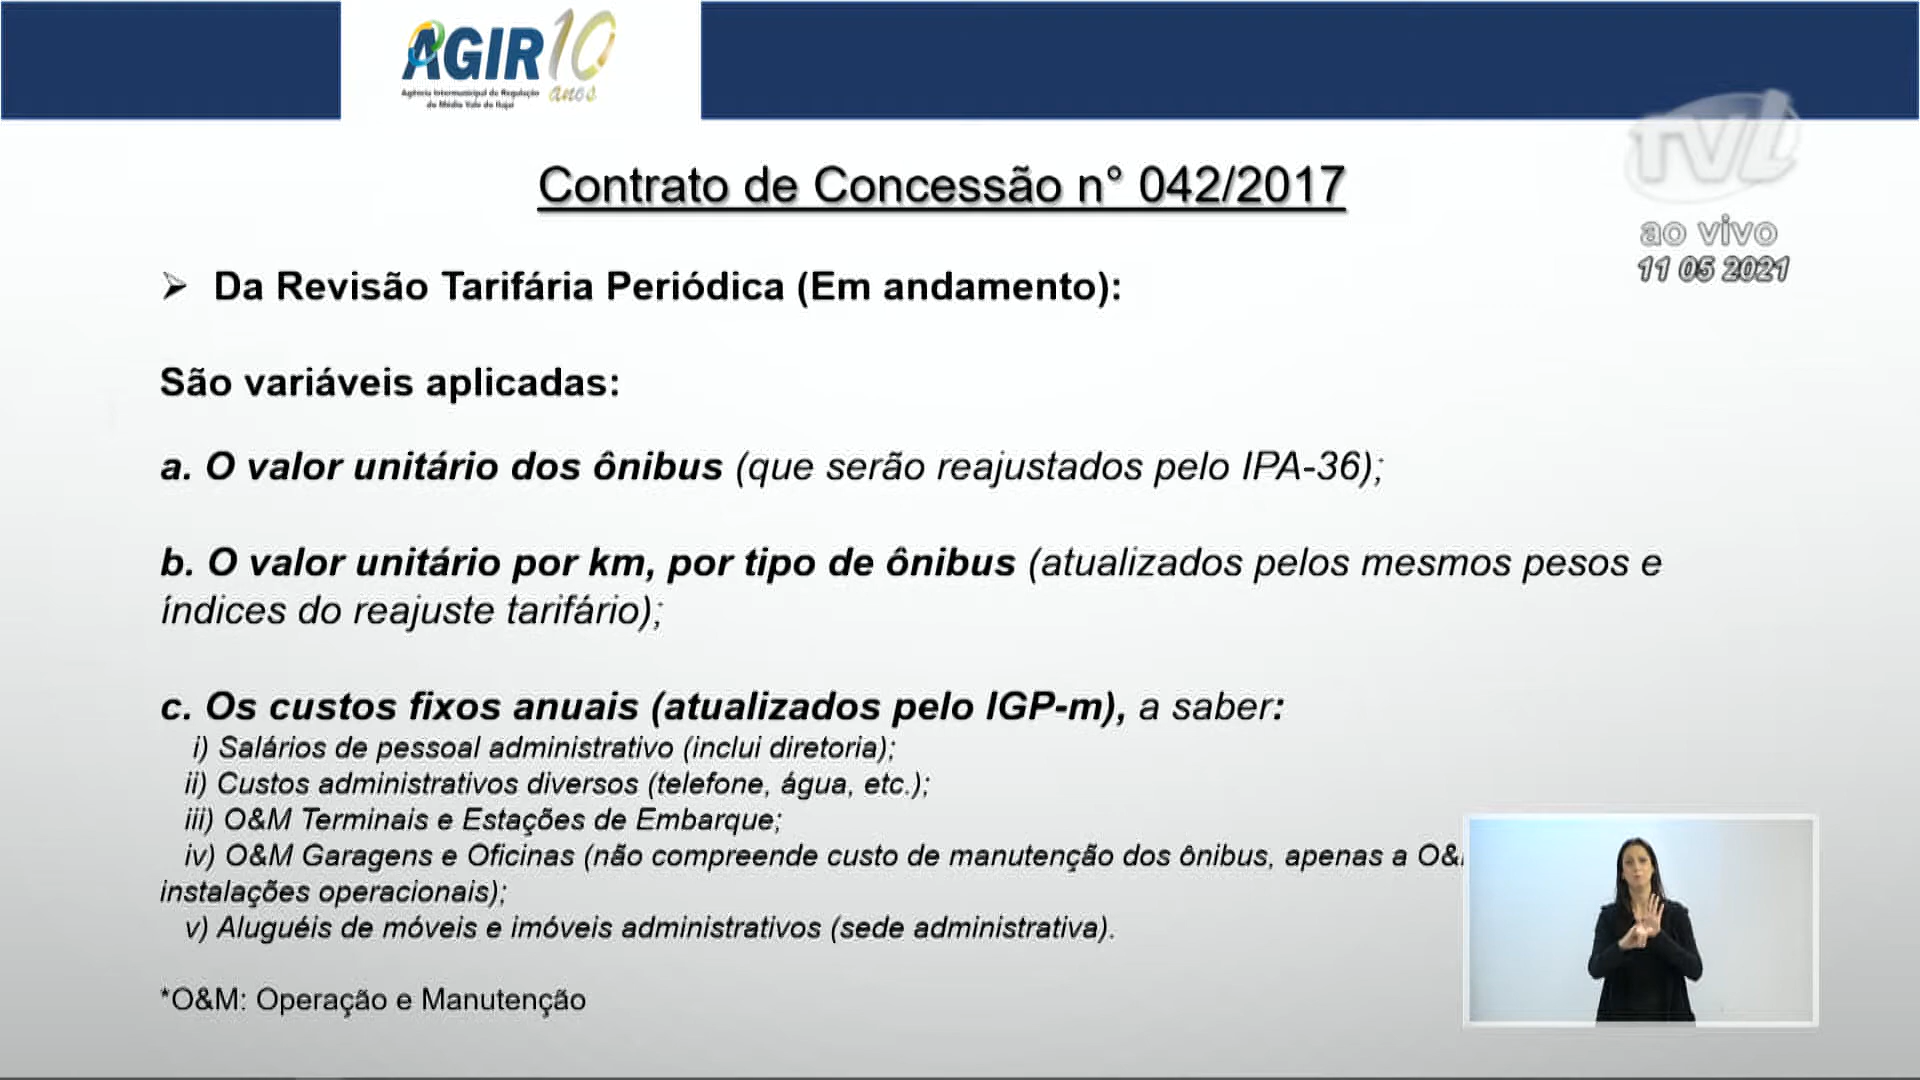 AGIR 10
anos
Agência Intermunicipal de Regulação
do Médio Vale do Itajaí
TVL
ao vivo
11 05 2021
Contrato de Concessão n° 042/2017
➢ Da Revisão Tarifária Periódica (Em andamento):
São variáveis aplicadas:
a. O valor unitário dos ônibus (que serão reajustados pelo IPA-36);
b. O valor unitário por km, por tipo de ônibus (atualizados pelos mesmos pesos e
índices do reajuste tarifário);
c. Os custos fixos anuais (atualizados pelo IGP-m), a saber:
i) Salários de pessoal administrativo (inclui diretoria);
ii) Custos administrativos diversos (telefone, água, etc.);
iii) O&M Terminais e Estações de Embarque;
iv) O&M Garagens e Oficinas (não compreende custo de manutenção dos ônibus, apenas a O&
instalações operacionais);
v) Aluguéis de móveis e imóveis administrativos (sede administrativa).
*O&M: Operação e Manutenção